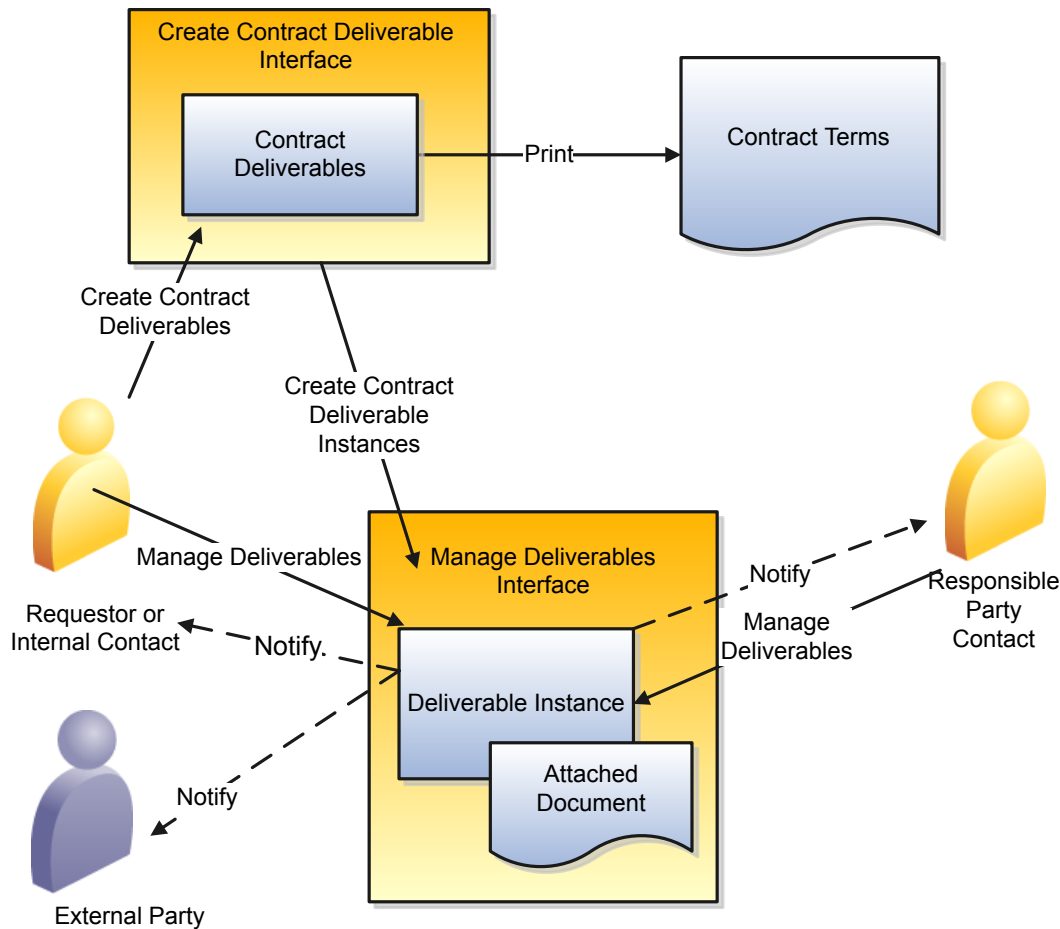 Create Contract Deliverable
Interface
Contract
Deliverables
Print
Contract Terms
Create Contract
Deliverables
Create Contract
Deliverable
Instances
Manage Deliverables
Manage Deliverables
Interface
Notify
Responsible
Party
Contact
Manage
Deliverables
Requestor or
Internal Contact
Notify
Deliverable Instance
Attached
Document
Notify
External Party